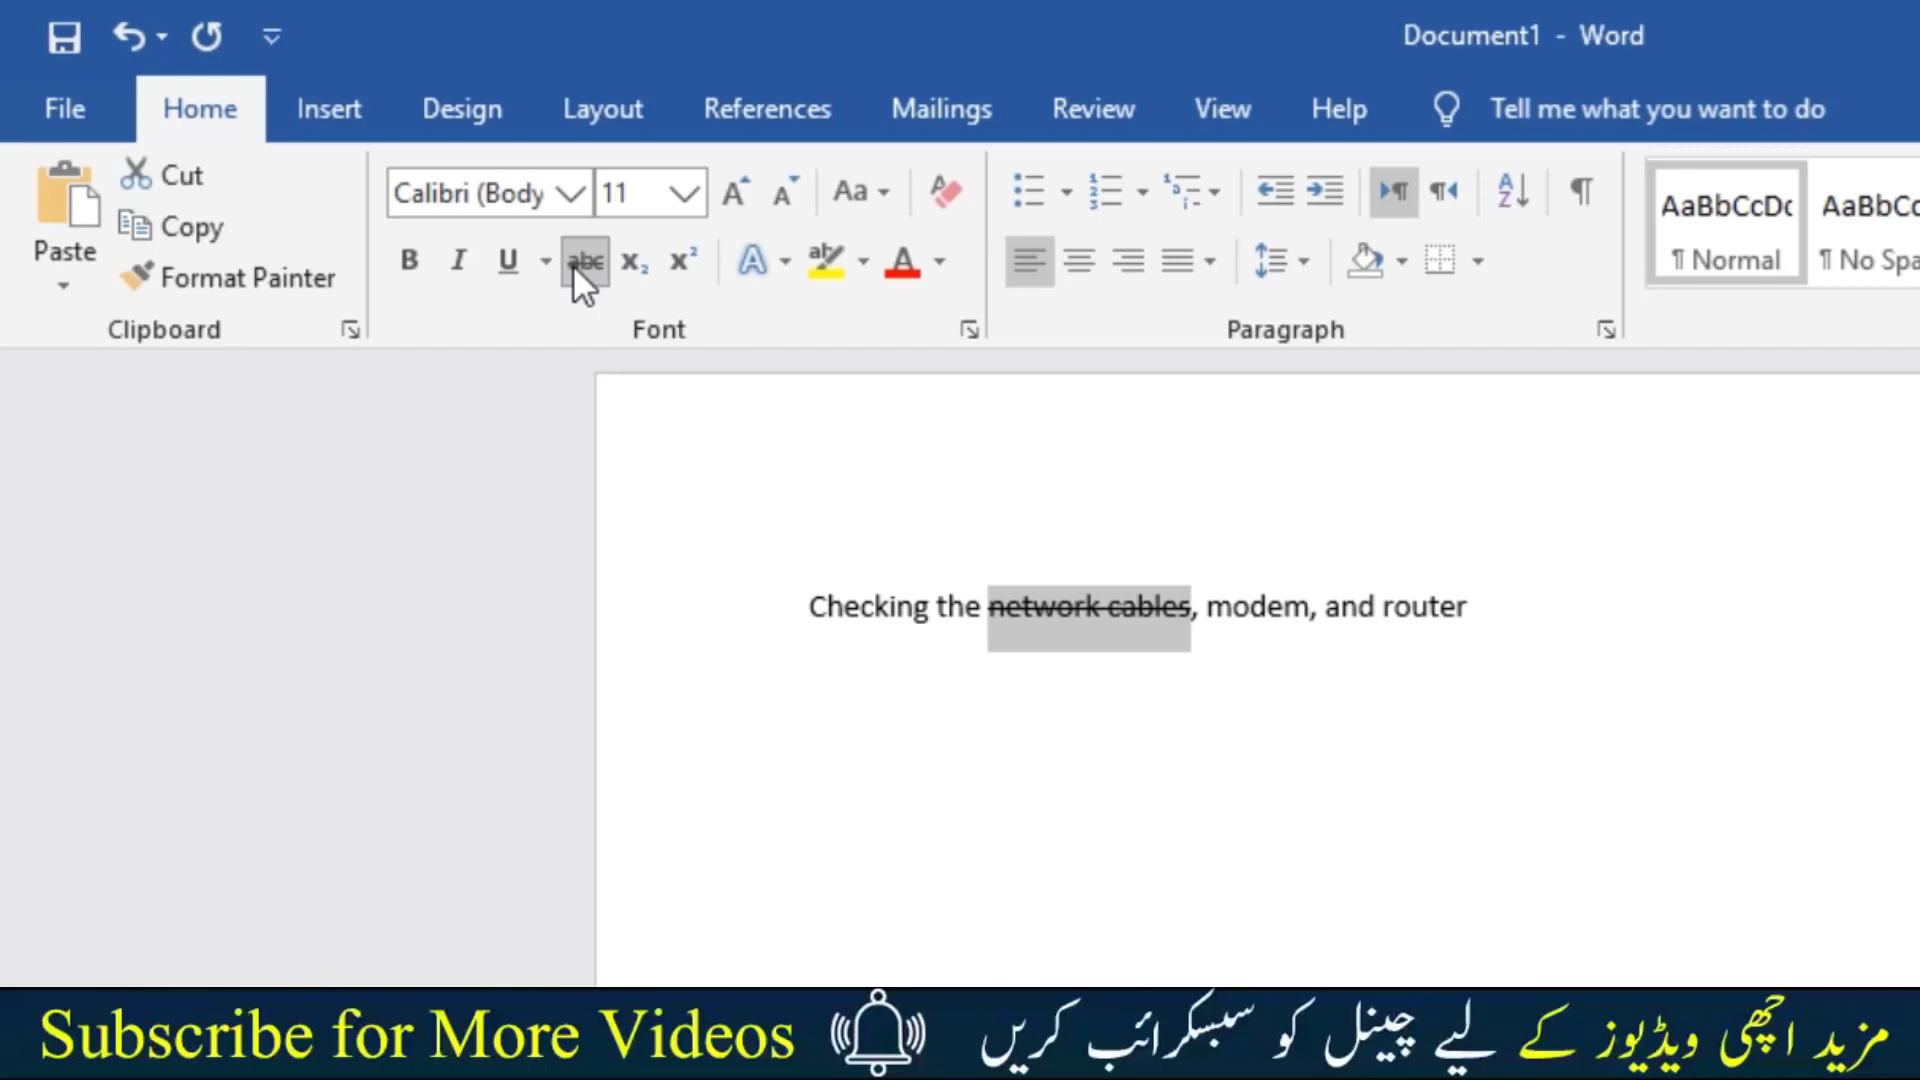 Document1 - Word
File Home Insert Design Layout References Mailings Review View Help Tell me what you want to do
Paste
Cut
Copy
Format Painter
Clipboard
Calibri (Body 11 Aa
B I U abc x₂ x² A aby A
Font
Paragraph
AaBbCcDc AaBbCc
¶ Normal ¶ No Spa
Checking the network cables, modem, and router
Subscribe for More Videos مزید اچھی ویڈیوز کے لیے چینل کو سبسکرائب کریں